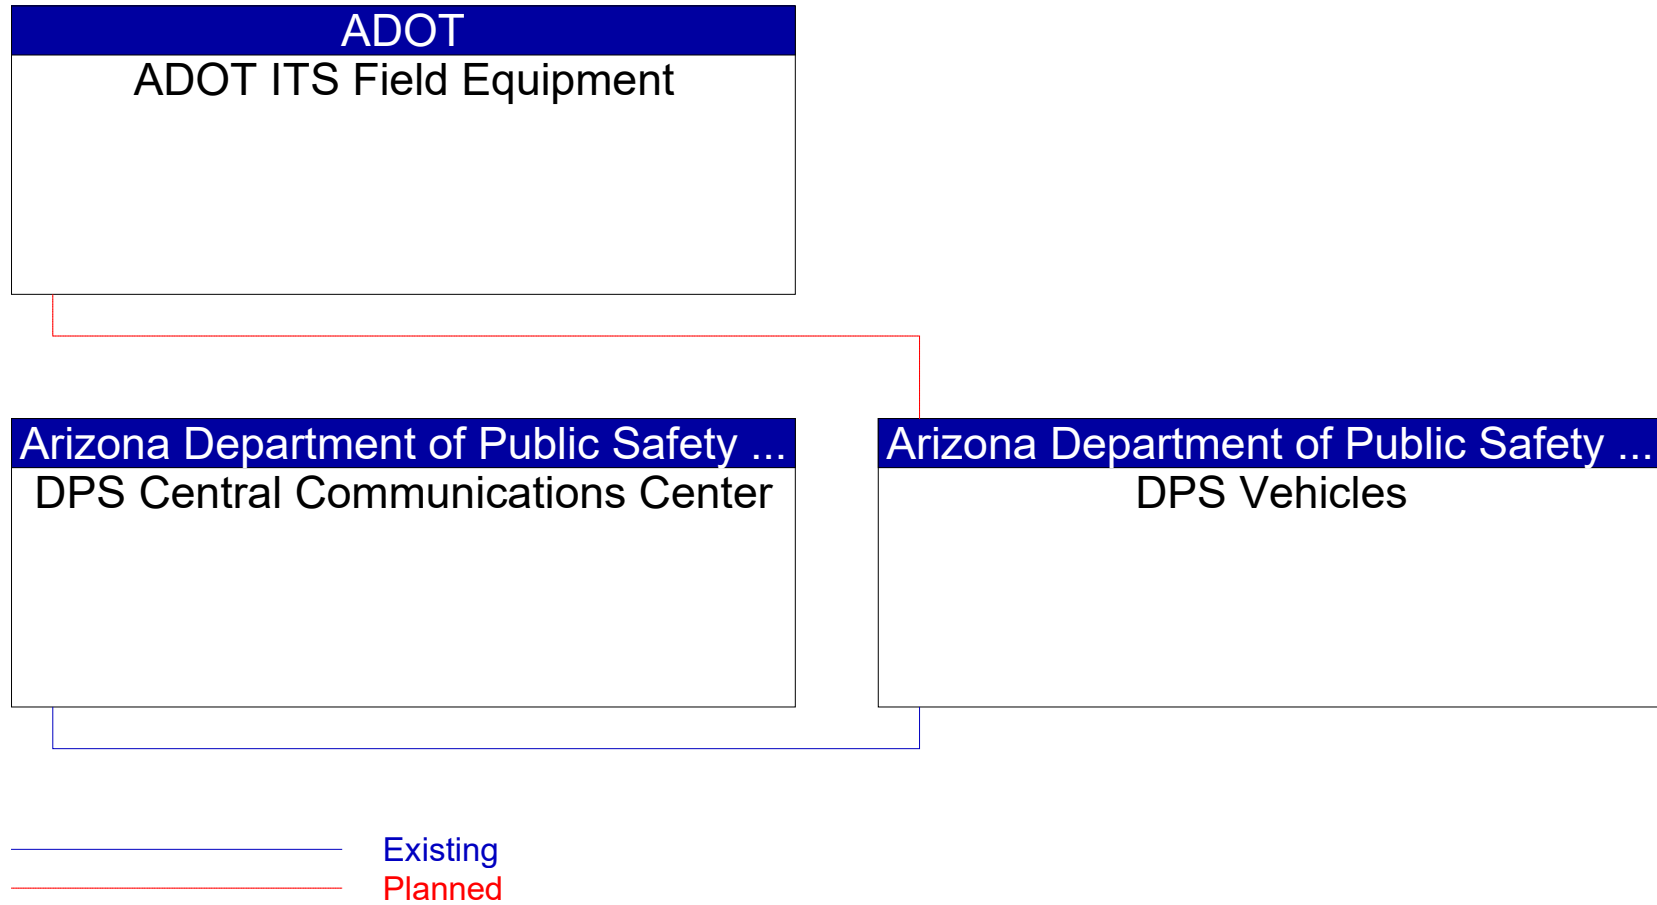 ADOT
ADOT ITS Field Equipment
Arizona Department of Public Safety ...
DPS Central Communications Center
Arizona Department of Public Safety ...
DPS Vehicles
Existing
Planned